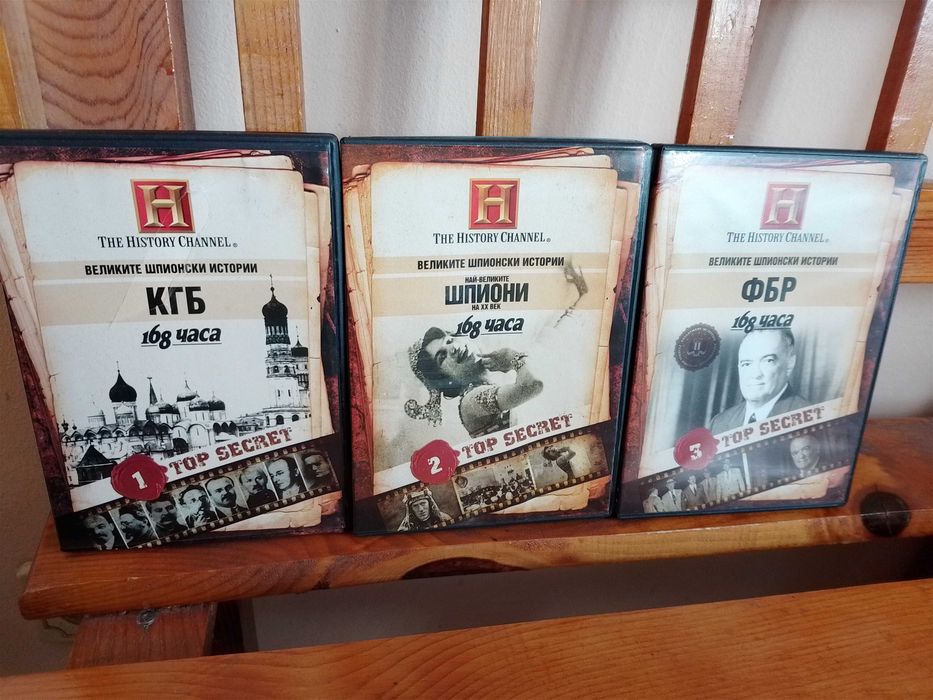 THE HISTORY CHANNEL®
ВЕЛИКИТЕ ШПИОНСКИ ИСТОРИИ
КГБ
168 часа
1 TOP SECRET
THE HISTORY CHANNEL®
ВЕЛИКИТЕ ШПИОНСКИ ИСТОРИИ
НАЙ-ВЕЛИКИТЕ
ШПИОНИ
НА XX ВЕК
168 часа
2 TOP SECRET
THE HISTORY CHANNEL®
ВЕЛИКИТЕ ШПИОНСКИ ИСТОРИИ
ФБР
168 часа
3 TOP SECRET